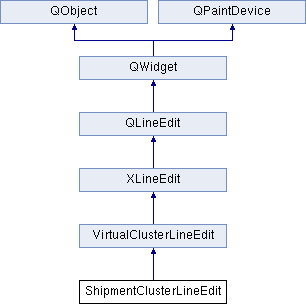 QObject
QPaintDevice
QWidget
QLineEdit
XLineEdit
VirtualClusterLineEdit
ShipmentClusterLineEdit